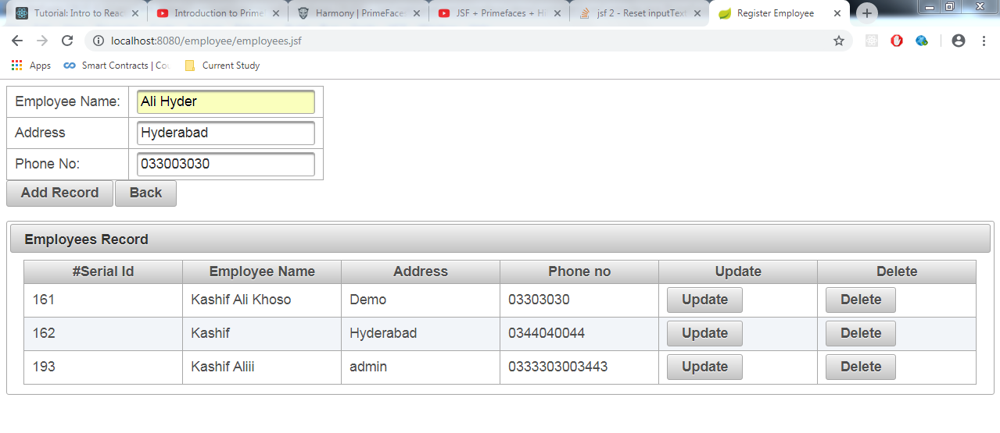 Tutorial: Intro to Reac Introduction to Prime Harmony | PrimeFaces JSF + Primefaces + Hi jsf 2 - Reset inputText Register Employee
localhost:8080/employee/employees.jsf
Apps Smart Contracts | Cou Current Study
Employee Name: Ali Hyder
Address Hyderabad
Phone No: 033003030
Add Record Back
Employees Record
#Serial Id Employee Name Address Phone no Update Delete
161 Kashif Ali Khoso Demo 03303030 Update Delete
162 Kashif Hyderabad 0344040044 Update Delete
193 Kashif Aliii admin 0333303003443 Update Delete